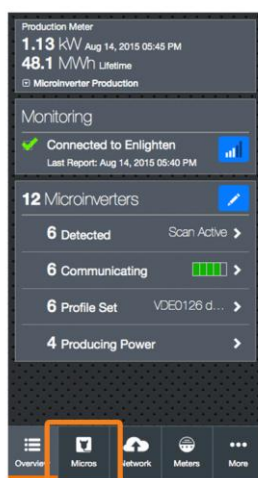 Production Meter
1.13 kW Aug 14, 2015 05:45 PM
48.1 MWh Lifetime
Microinverter Production
Monitoring
Connected to Enlighten
Last Report: Aug 14, 2015 05:40 PM
12 Microinverters
6 Detected Scan Active
6 Communicating
6 Profile Set VDE0126 d...
4 Producing Power
Overview Micros Network Meters More